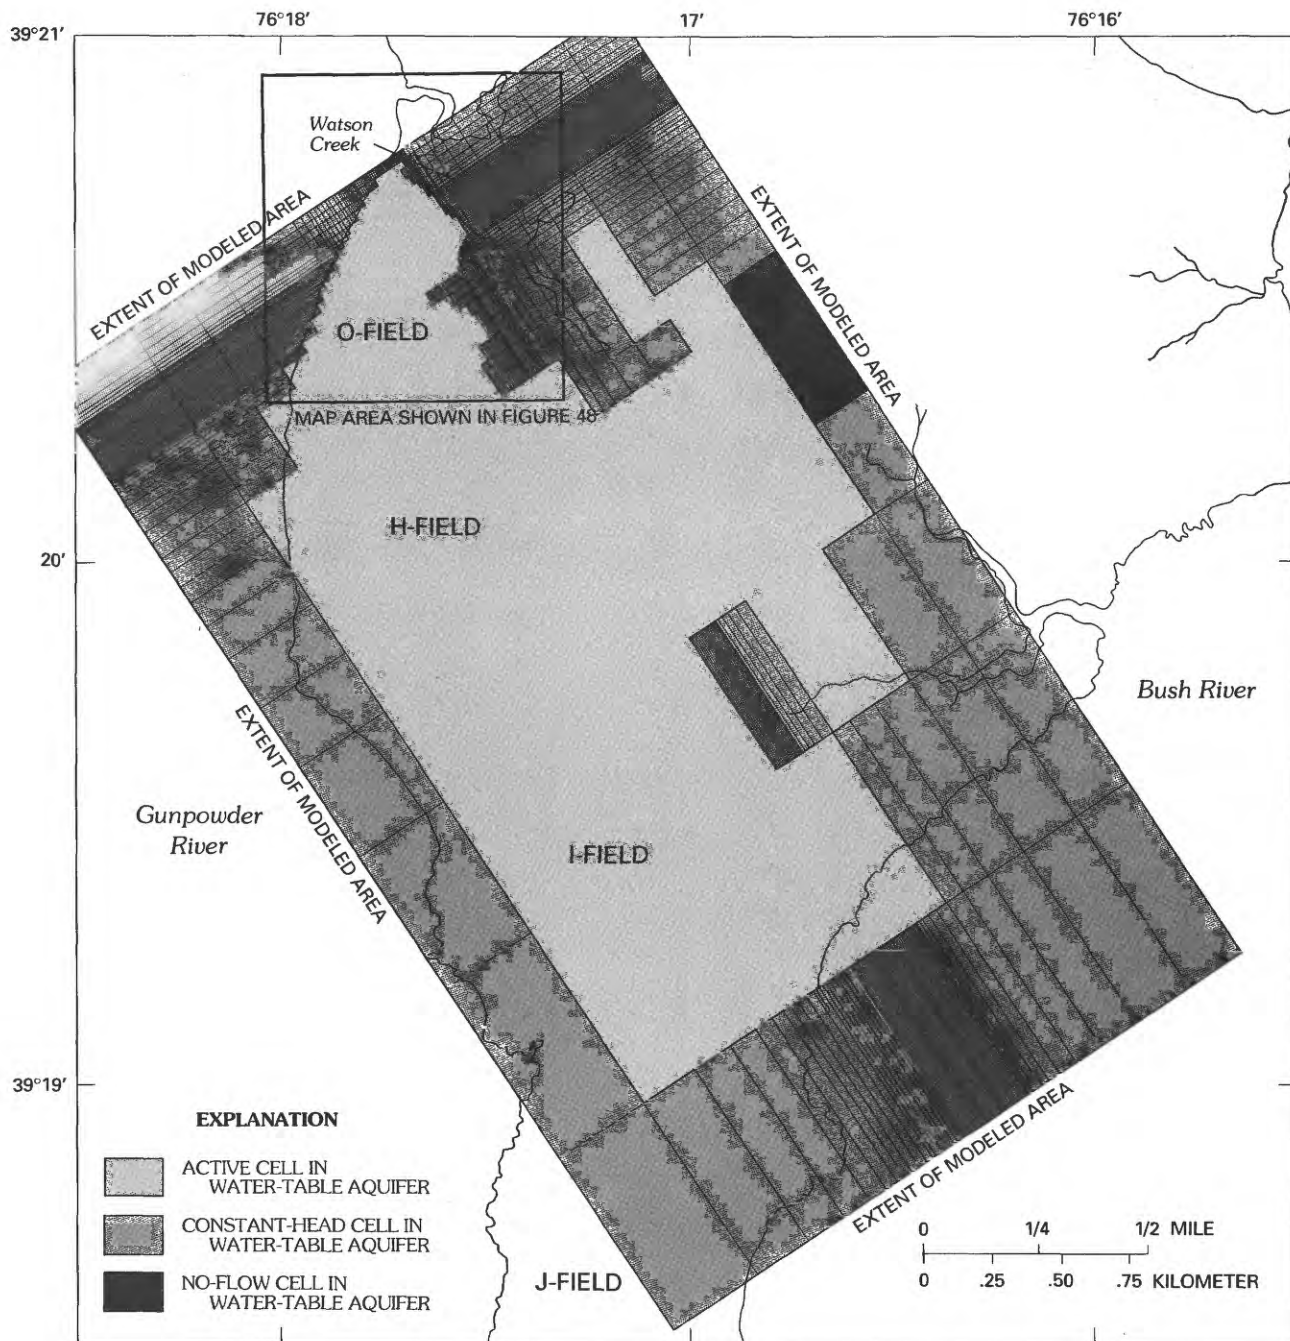 76°18'
17'
76°16'
39°21'
Watson
Creek
EXTENT OF MODELED AREA
EXTENT OF MODELED AREA
O-FIELD
MAP AREA SHOWN IN FIGURE 48
H-FIELD
20'
Bush River
EXTENT OF MODELED AREA
Gunpowder
River
I-FIELD
39°19'
EXPLANATION
ACTIVE CELL IN
WATER-TABLE AQUIFER
CONSTANT-HEAD CELL IN
WATER-TABLE AQUIFER
NO-FLOW CELL IN
WATER-TABLE AQUIFER
J-FIELD
EXTENT OF MODELED AREA
0 1/4 1/2 MILE
0 .25 .50 .75 KILOMETER